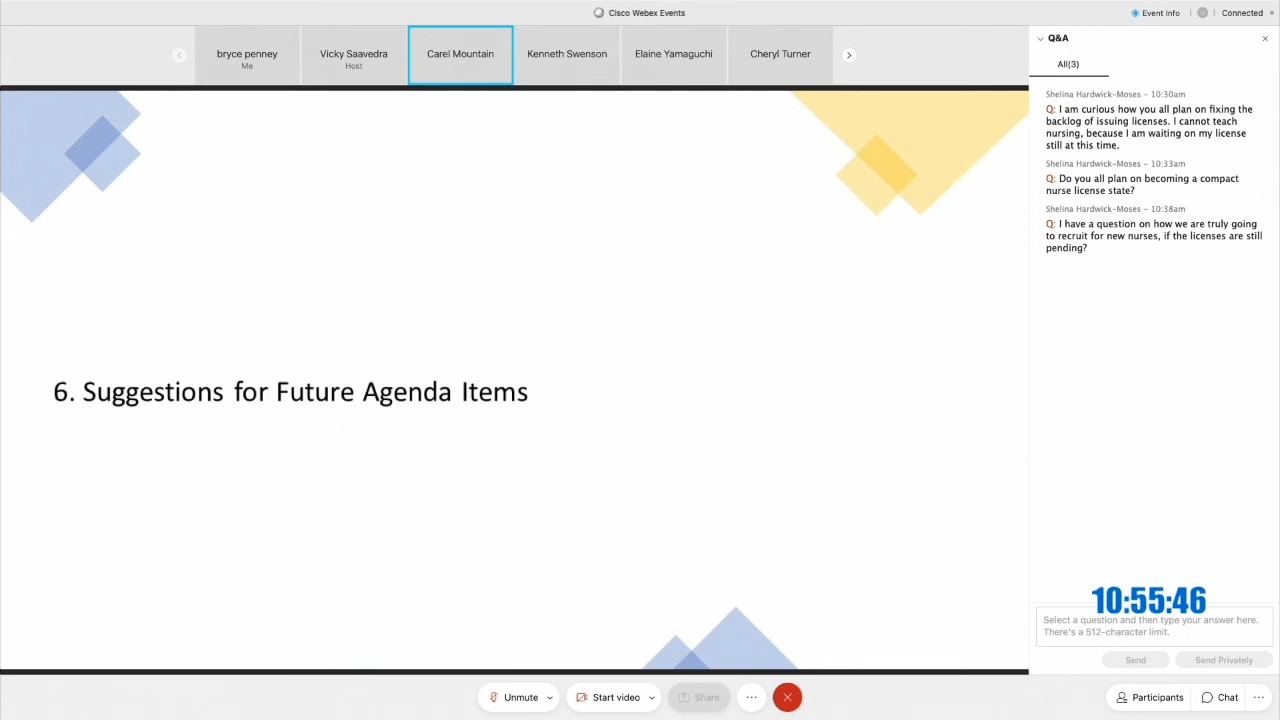 Cisco Webex Events
Event Info
Connected
bryce penney
Me
Vicky Saavedra
Host
Carel Mountain
Kenneth Swenson
Elaine Yamaguchi
Cheryl Turner
Q&A
All(3)
Shelina Hardwick-Moses - 10:30am
Q: I am curious how you all plan on fixing the
backlog of issuing licenses. I cannot teach
nursing, because I am waiting on my license
still at this time.
Shelina Hardwick-Moses - 10:33am
Q: Do you all plan on becoming a compact
nurse license state?
Shelina Hardwick-Moses - 10:38am
Q: I have a question on how we are truly going
to recruit for new nurses, if the licenses are still
pending?
6. Suggestions for Future Agenda Items
10:55:46
Select a question and then type your answer here.
There's a 512-character limit.
Send
Send Privately
Unmute
Start video
Share
Participants
Chat